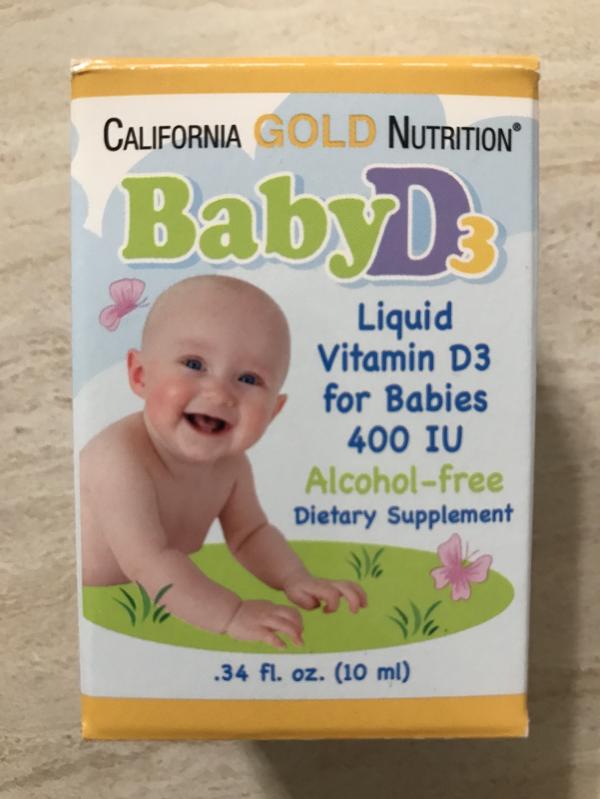 CALIFORNIA GOLD NUTRITION®
BabyD3
Liquid
Vitamin D3
for Babies
400 IU
Alcohol-free
Dietary Supplement
.34 fl. oz. (10 ml)